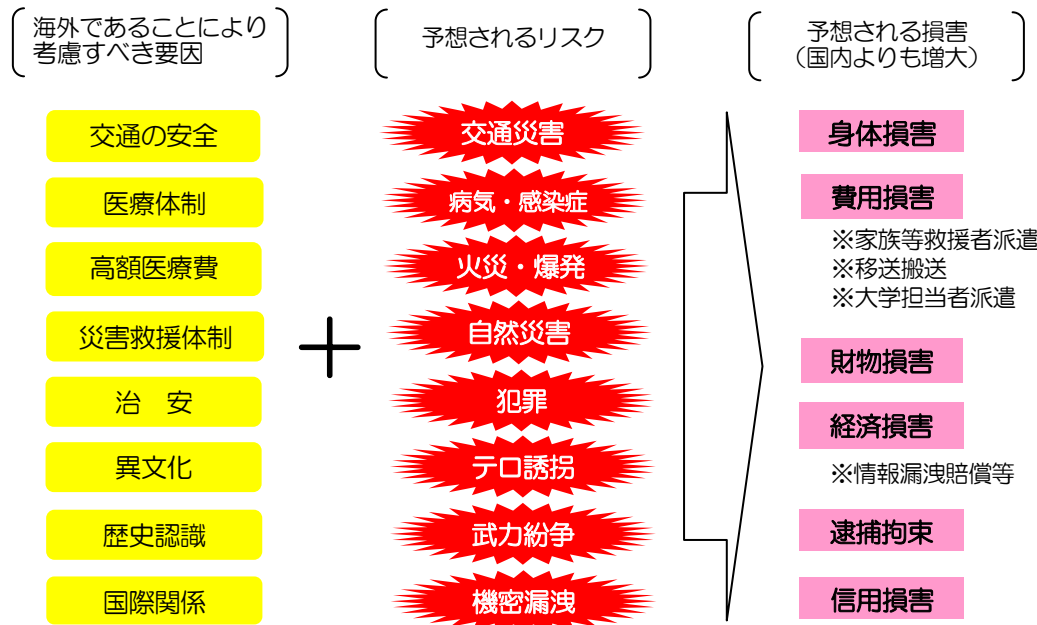 海外であることにより
考慮すべき要因
交通の安全
医療体制
高額医療費
災害救援体制
治　安
異文化
歴史認識
国際関係
予想されるリスク
交通災害
病気・感染症
火災・爆発
自然災害
犯罪
テロ誘拐
武力紛争
機密漏洩
予想される損害
（国内よりも増大）
身体損害
費用損害
※家族等救援者派遣
※移送搬送
※大学担当者派遣
財物損害
経済損害
※情報漏洩賠償等
逮捕拘束
信用損害